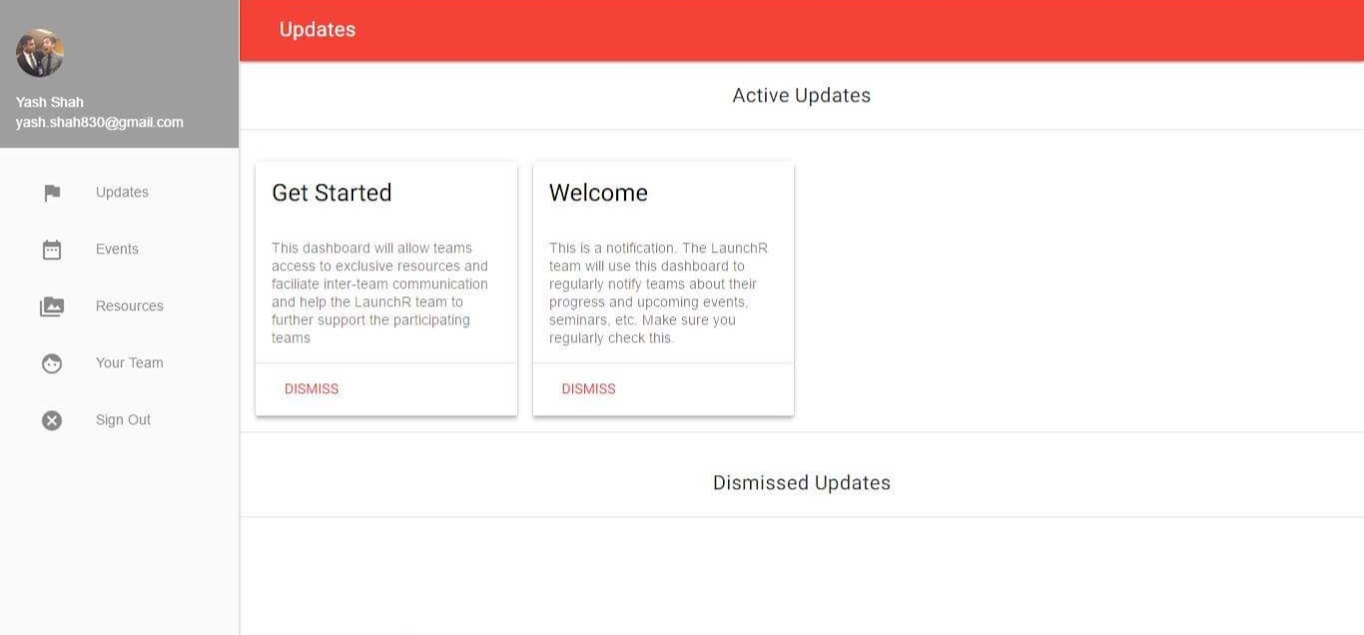 Yash Shah
yash.shah830@gmail.com
Updates
Events
Resources
Your Team
Sign Out
Updates
Active Updates
Get Started
This dashboard will allow teams
access to exclusive resources and
faciliate inter-team communication
and help the LaunchR team to
further support the participating
teams
DISMISS
Welcome
This is a notification. The LaunchR
team will use this dashboard to
regularly notify teams about their
progress and upcoming events,
seminars, etc. Make sure you
regularly check this.
DISMISS
Dismissed Updates